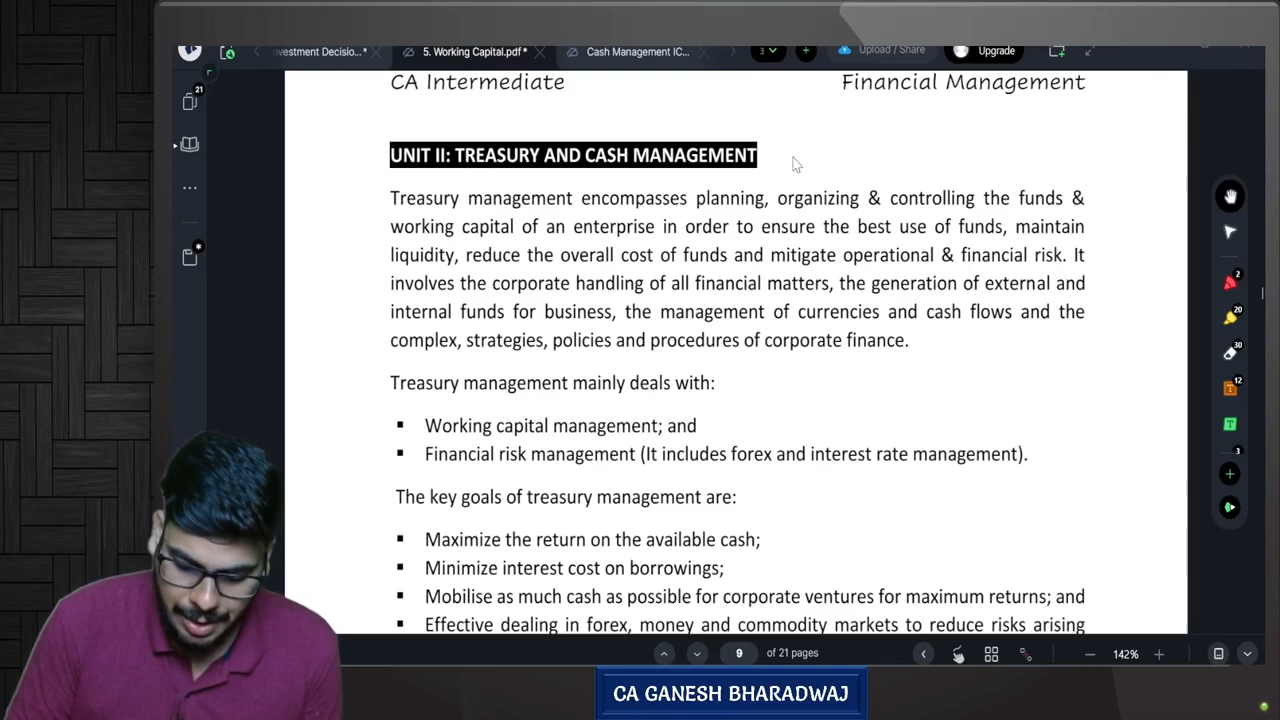 nvestment Decisio...*
5. Working Capital.pdf *
Cash Management IC...
3
Upload / Share
Upgrade
21
CA Intermediate
Financial Management
UNIT II: TREASURY AND CASH MANAGEMENT
Treasury management encompasses planning, organizing & controlling the funds &
working capital of an enterprise in order to ensure the best use of funds, maintain
liquidity, reduce the overall cost of funds and mitigate operational & financial risk. It
involves the corporate handling of all financial matters, the generation of external and
internal funds for business, the management of currencies and cash flows and the
complex, strategies, policies and procedures of corporate finance.
Treasury management mainly deals with:
▪ Working capital management; and
▪ Financial risk management (It includes forex and interest rate management).
The key goals of treasury management are:
▪ Maximize the return on the available cash;
▪ Minimize interest cost on borrowings;
▪ Mobilise as much cash as possible for corporate ventures for maximum returns; and
▪ Effective dealing in forex, money and commodity markets to reduce risks arising
2
20
30
12
3
9 of 21 pages
142%
CA GANESH BHARADWAJ